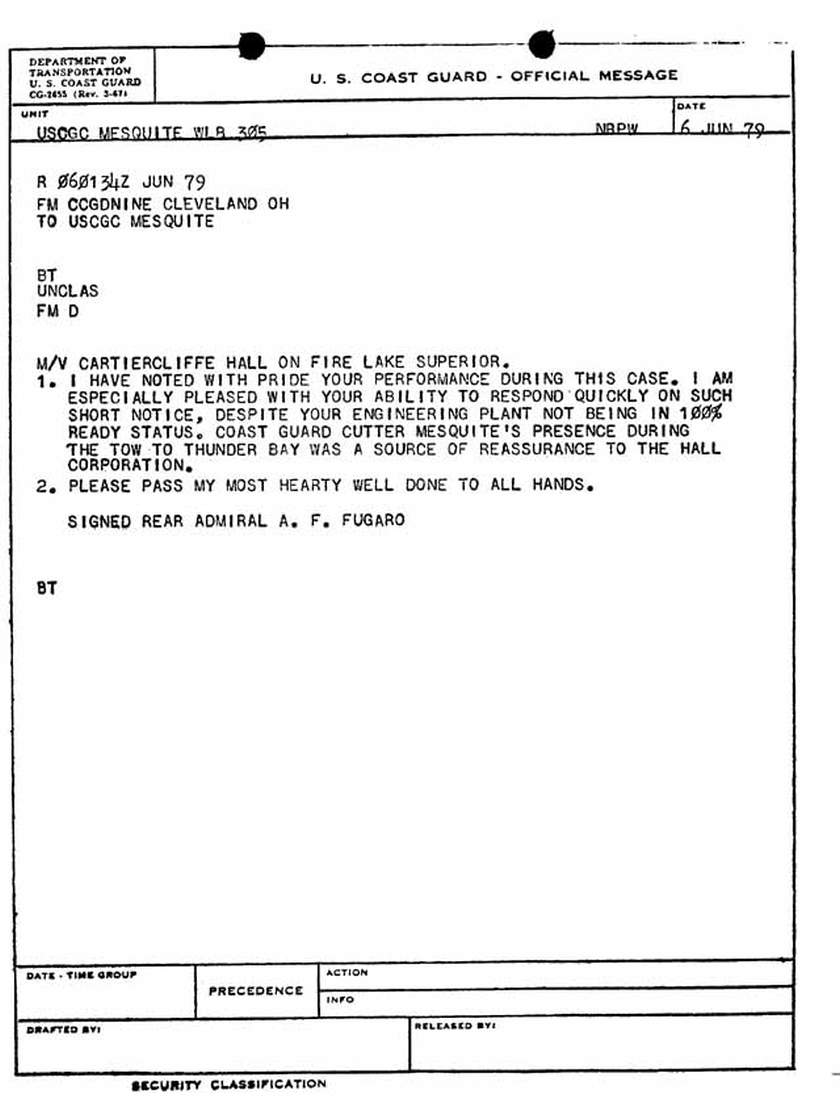 DEPARTMENT OF
TRANSPORTATION
U. S. COAST GUARD
CG-2655 (Rev. 3-67)
U. S. COAST GUARD - OFFICIAL MESSAGE
UNIT
USCGC MESQUITE WLB 305 NRPW
DATE
6 JUN 79
R 060134Z JUN 79
FM CCGDNINE CLEVELAND OH
TO USCGC MESQUITE
BT
UNCLAS
FM D
M/V CARTIERCLIFFE HALL ON FIRE LAKE SUPERIOR.
1. I HAVE NOTED WITH PRIDE YOUR PERFORMANCE DURING THIS CASE. I AM
ESPECIALLY PLEASED WITH YOUR ABILITY TO RESPOND QUICKLY ON SUCH
SHORT NOTICE, DESPITE YOUR ENGINEERING PLANT NOT BEING IN 100%
READY STATUS. COAST GUARD CUTTER MESQUITE'S PRESENCE DURING
THE TOW TO THUNDER BAY WAS A SOURCE OF REASSURANCE TO THE HALL
CORPORATION.
2. PLEASE PASS MY MOST HEARTY WELL DONE TO ALL HANDS.
SIGNED REAR ADMIRAL A. F. FUGARO
BT
DATE - TIME GROUP
PRECEDENCE
ACTION
INFO
DRAFTED BY:
RELEASED BY:
SECURITY CLASSIFICATION